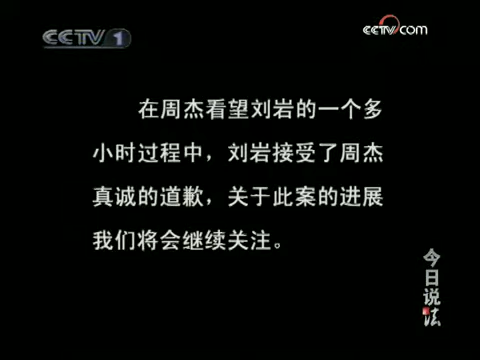 CCTV 1
cctv.com
在周杰看望刘岩的一个多
小时过程中，刘岩接受了周杰
真诚的道歉，关于此案的进展
我们将会继续关注。
今日说法